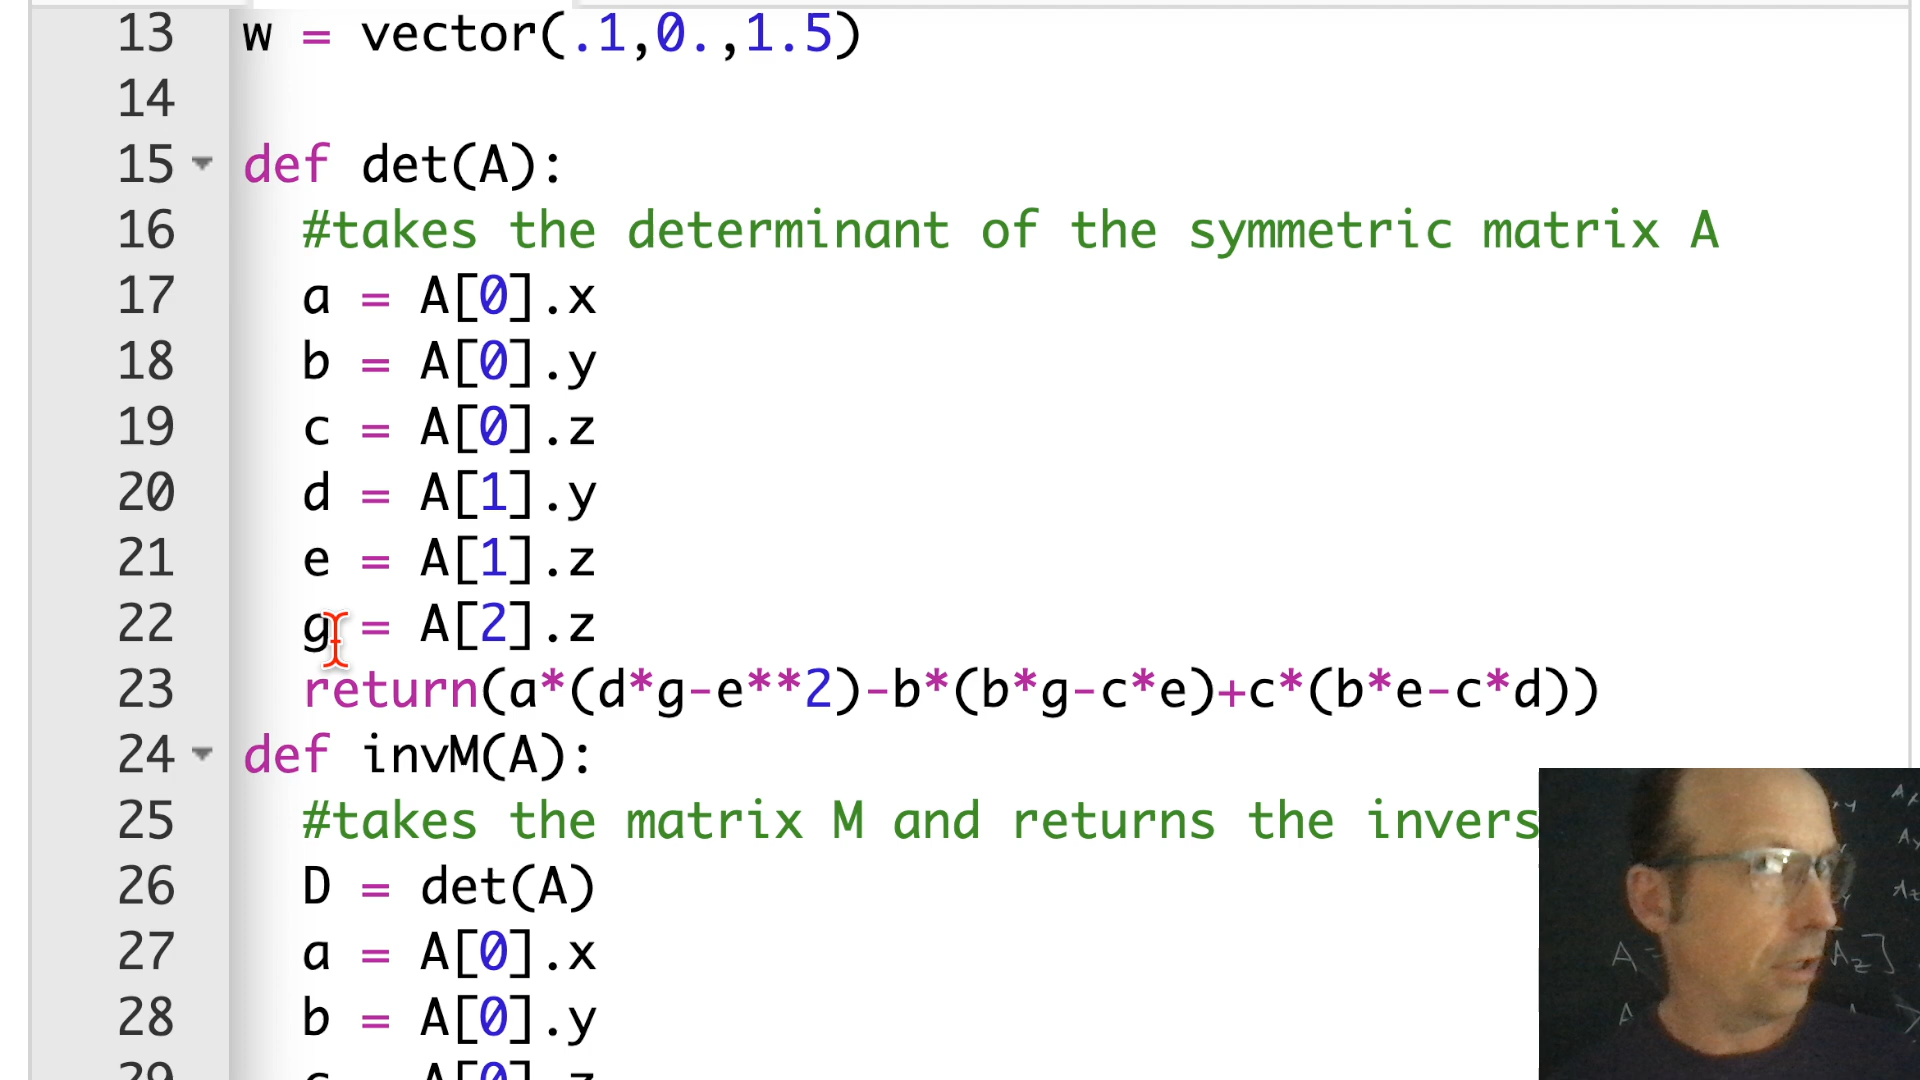 13 w = vector(.1,0.,1.5)
14
15 def det(A):
16 #takes the determinant of the symmetric matrix A
17 a = A[0].x
18 b = A[0].y
19 c = A[0].z
20 d = A[1].y
21 e = A[1].z
22 g = A[2].z
23 return(a*(d*g-e**2)-b*(b*g-c*e)+c*(b*e-c*d))
24 def invM(A):
25 #takes the matrix M and returns the invers
26 D = det(A)
27 a = A[0].x
28 b = A[0].y